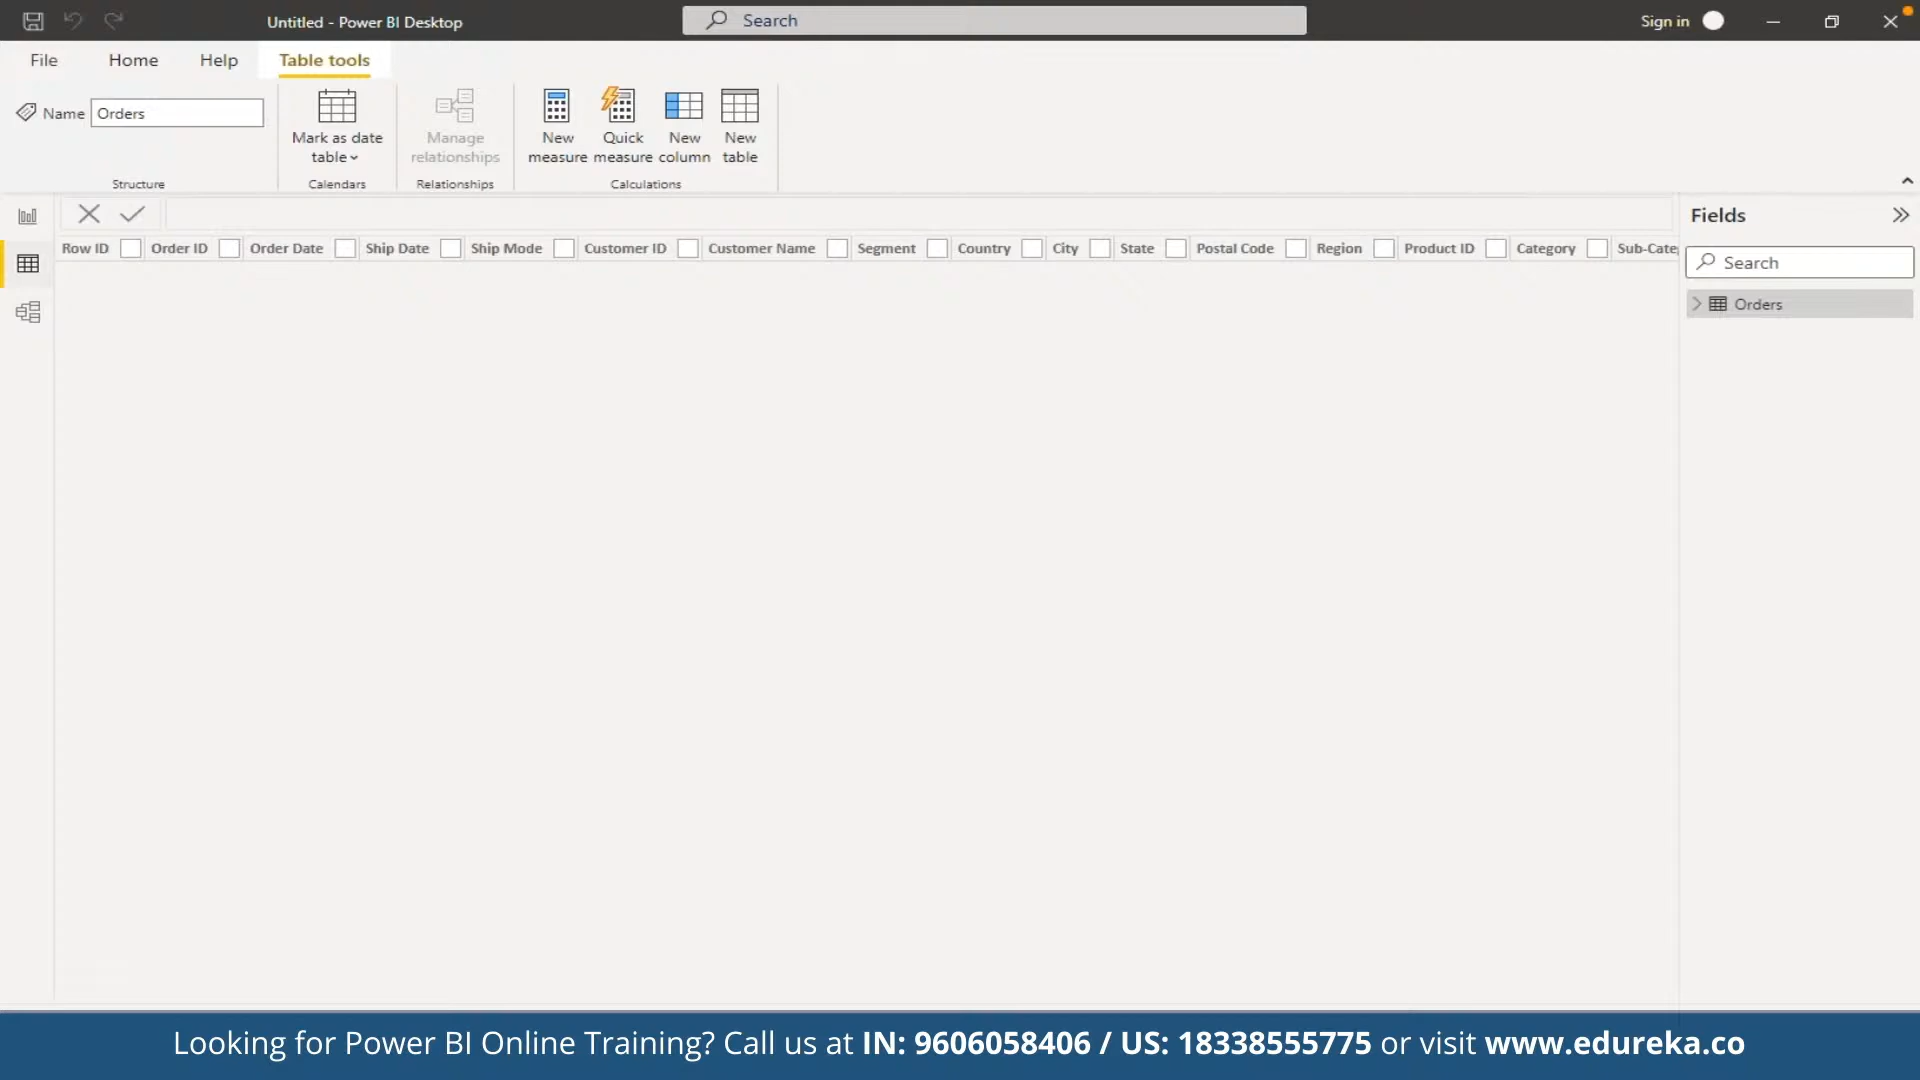 Untitled - Power BI Desktop
Search
Sign in
File Home Help Table tools
Name Orders
Mark as date table
Manage relationships
New measure
Quick measure
New column
New table
Structure Calendars Relationships Calculations
Fields
Row ID Order ID Order Date Ship Date Ship Mode Customer ID Customer Name Segment Country City State Postal Code Region Product ID Category Sub-Cate
Search
Orders
Looking for Power BI Online Training? Call us at IN: 9606058406 / US: 18338555775 or visit www.edureka.co